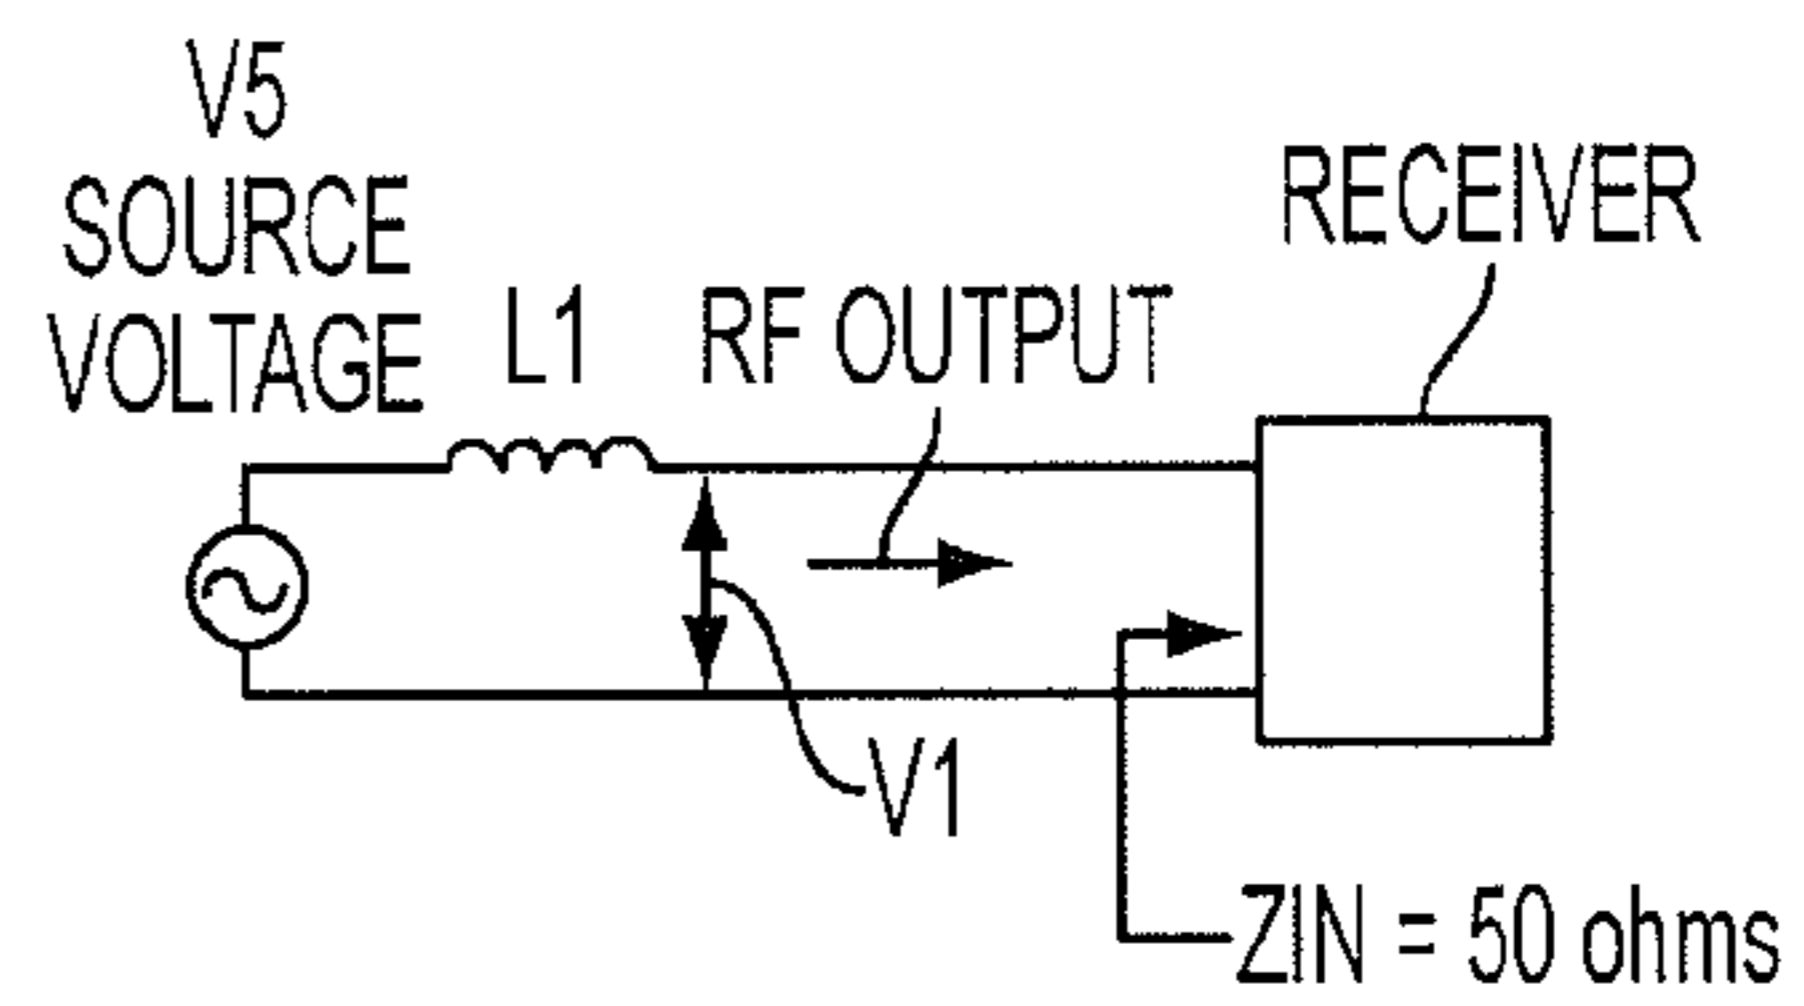 V5
SOURCE
VOLTAGE
L1
RF OUTPUT
RECEIVER
V1
ZIN = 50 ohms